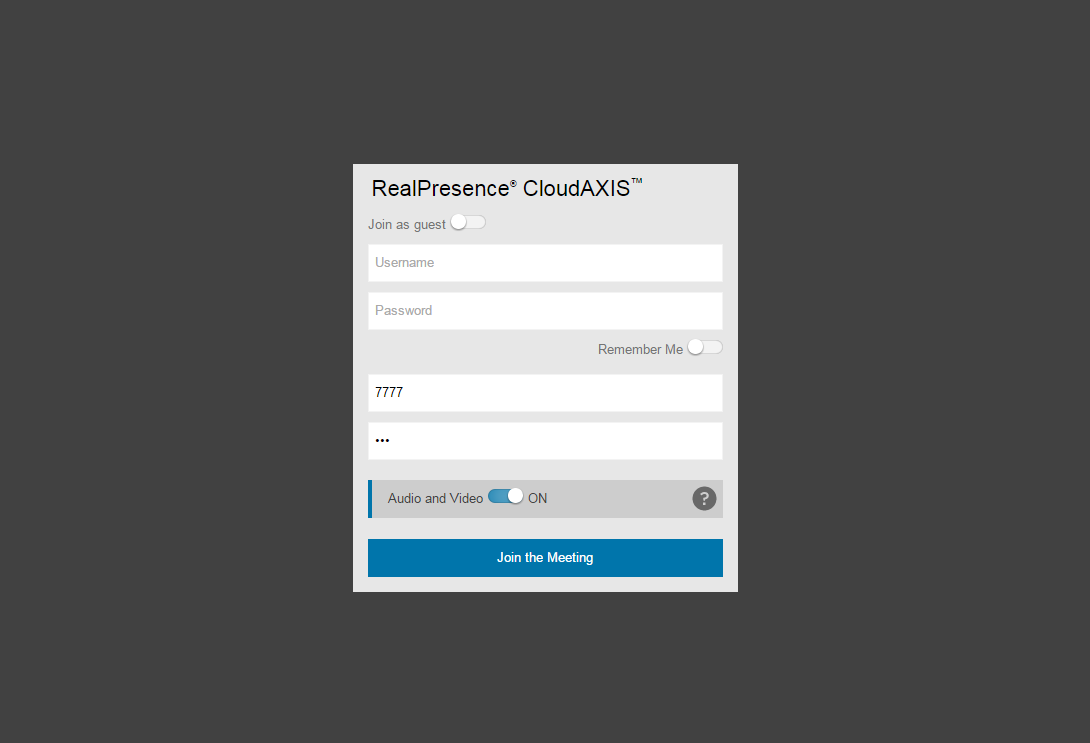 RealPresence® CloudAXIS™
Join as guest
Username
Password
Remember Me
7777
•••
Audio and Video ON ?
Join the Meeting